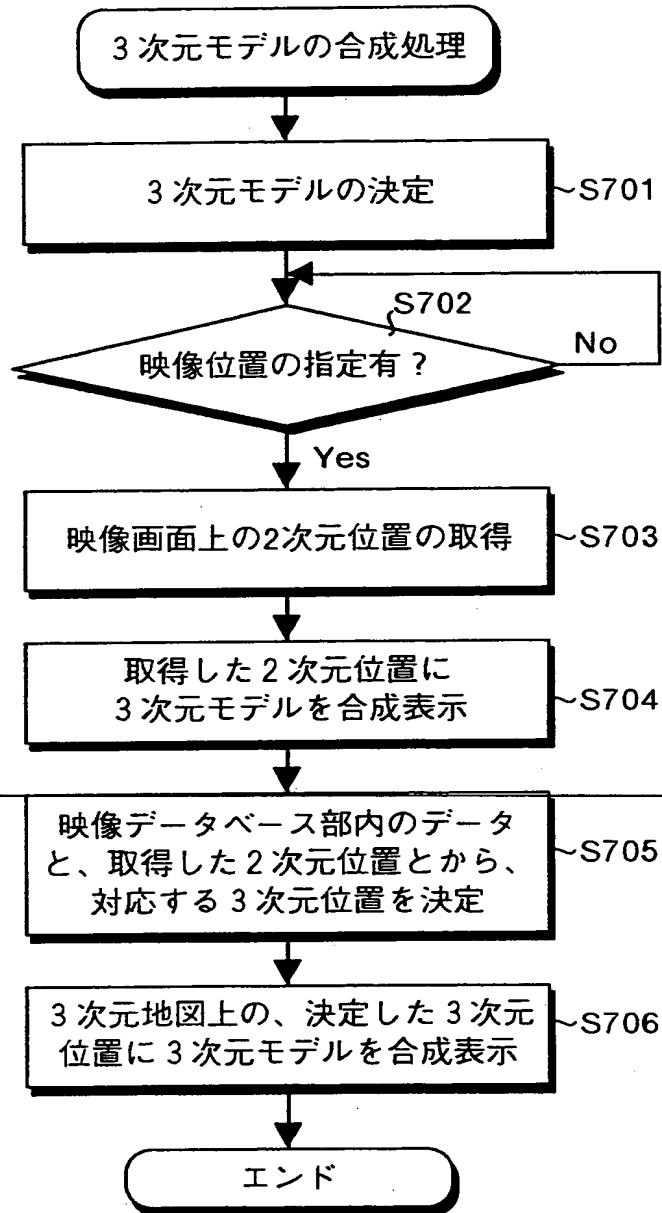 3次元モデルの合成処理
3次元モデルの決定
S701
S702
映像位置の指定有?
No
Yes
映像画面上の2次元位置の取得
S703
取得した2次元位置に
3次元モデルを合成表示
S704
映像データベース部内のデータ
と、取得した2次元位置とから、
対応する3次元位置を決定
S705
3次元地図上の、決定した3次元
位置に3次元モデルを合成表示
S706
エンド